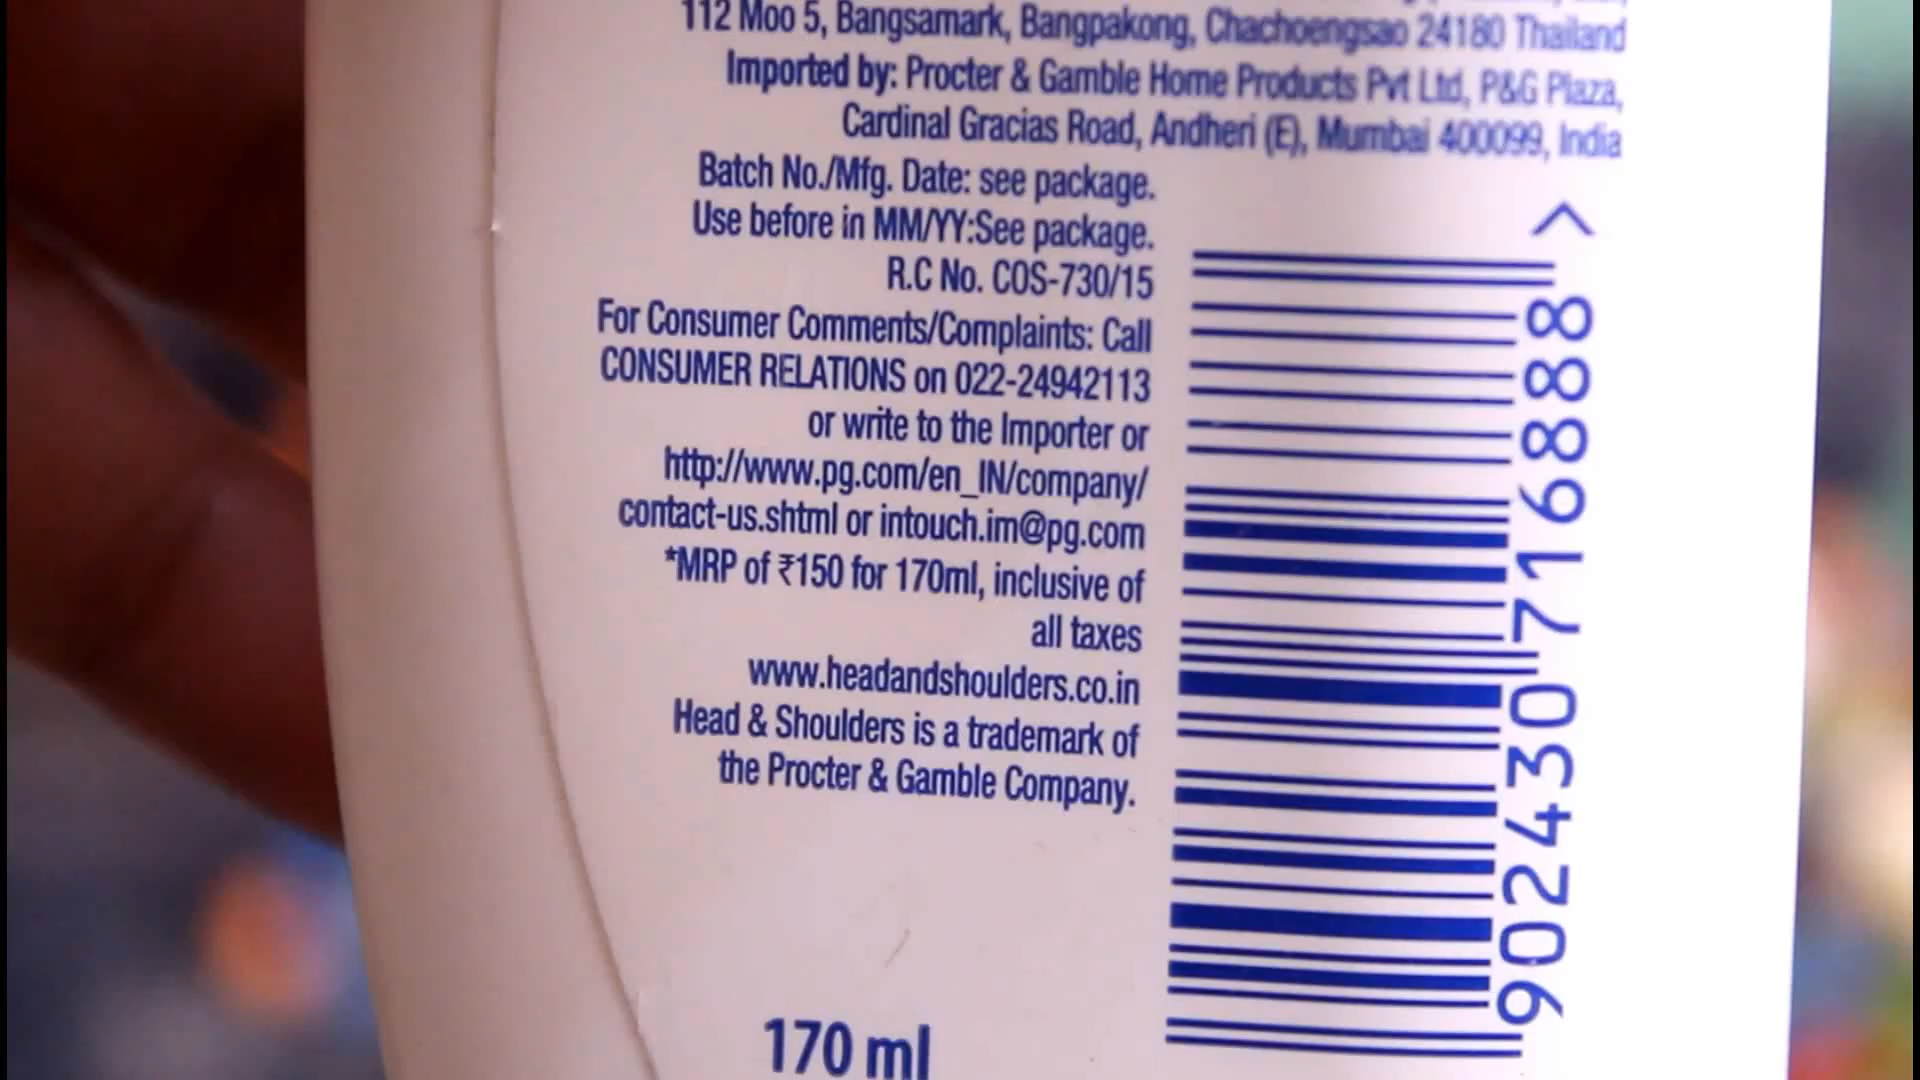 112 Moo 5, Bangsamark, Bangpakong, Chachoengsao 24180 Thailand
Imported by: Procter & Gamble Home Products Pvt Ltd, P&G Plaza,
Cardinal Gracias Road, Andheri (E), Mumbai 400099, India
Batch No./Mfg. Date: see package.
Use before in MM/YY:See package.
R.C No. COS-730/15
For Consumer Comments/Complaints: Call
CONSUMER RELATIONS on 022-24942113
or write to the Importer or
http://www.pg.com/en_IN/company/
contact-us.shtml or intouch.im@pg.com
*MRP of ₹150 for 170ml, inclusive of
all taxes
www.headandshoulders.co.in
Head & Shoulders is a trademark of
the Procter & Gamble Company.
170 ml
9 024307 168888 >